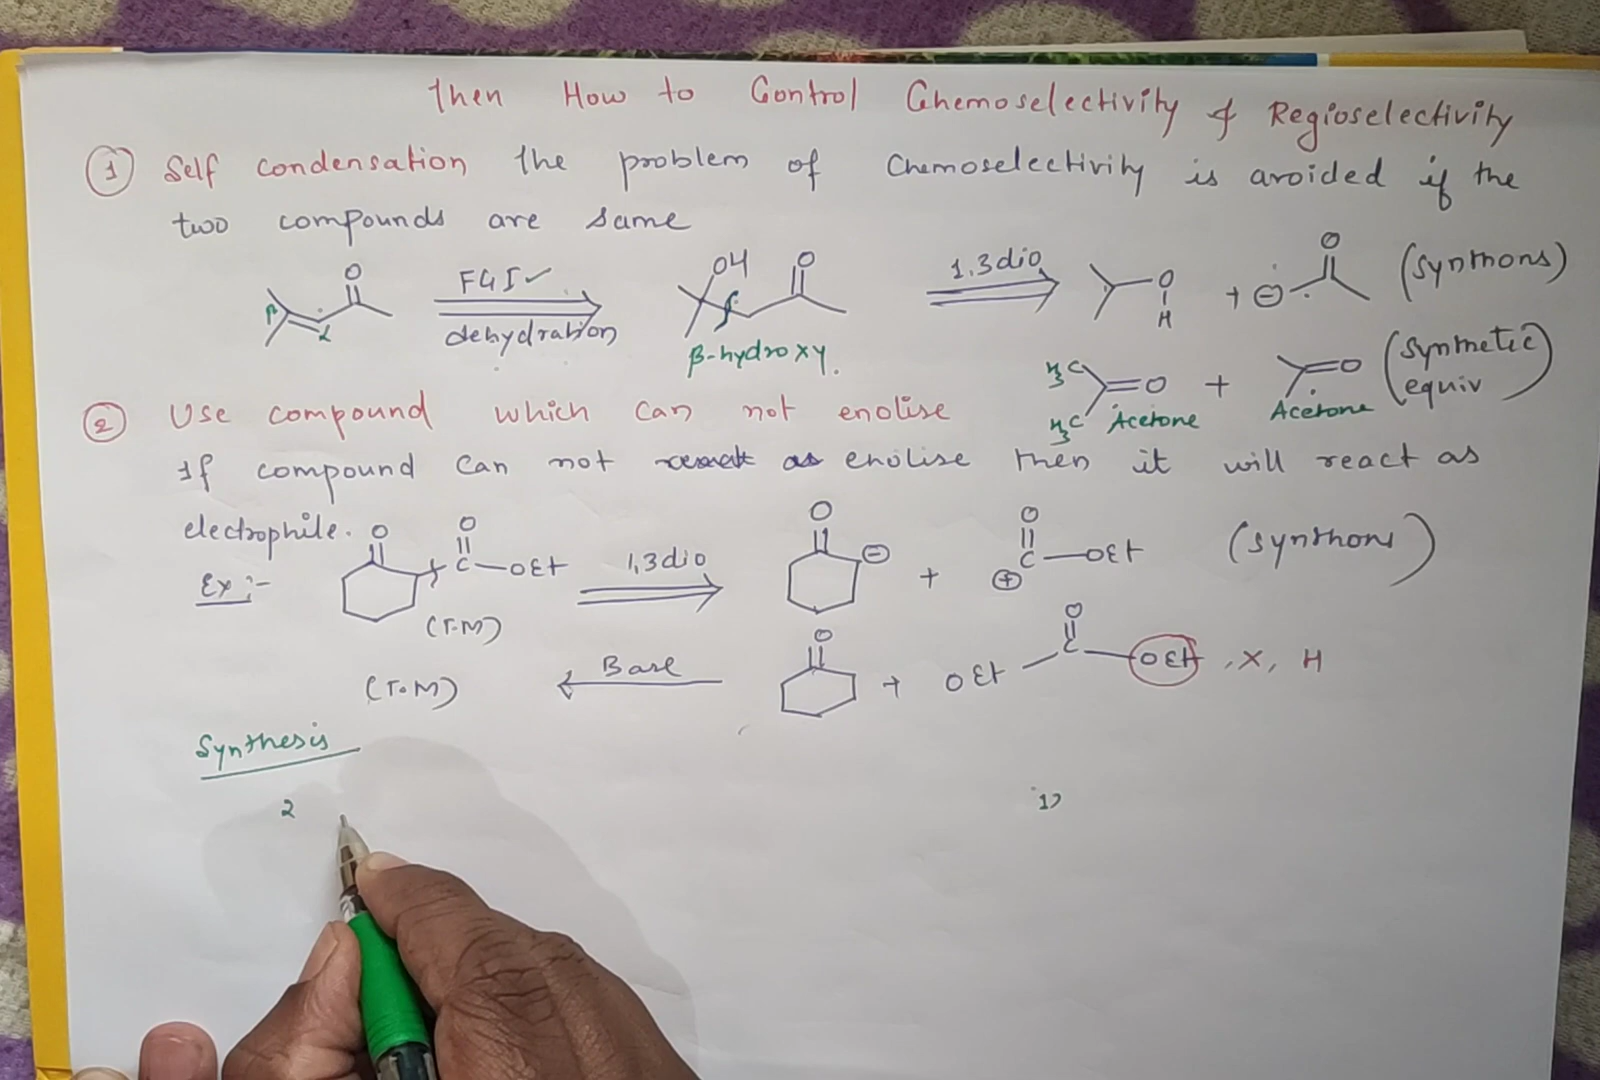 then How to Control Chemoselectivity & Regioselectivity
1 Self condensation the problem of Chemoselectivity is avoided if the
two compounds are same
O FGI✓ dehydration OH O 1,3 dio O H + ⊖ O (Synthons)
β α
β-hydroxy.
H3C H3C O Acetone + O Acetone (Synthetic equiv)
2 Use compound which can not enolise
If compound can not as enolise then it will react as
electrophile.
Ex :- O O C OEt 1,3 dio O ⊖ + O C ⊕ OEt (synthons)
(T.M)
(T.M) Base O + OEt O C OEt , X, H
Synthesis
2 1)